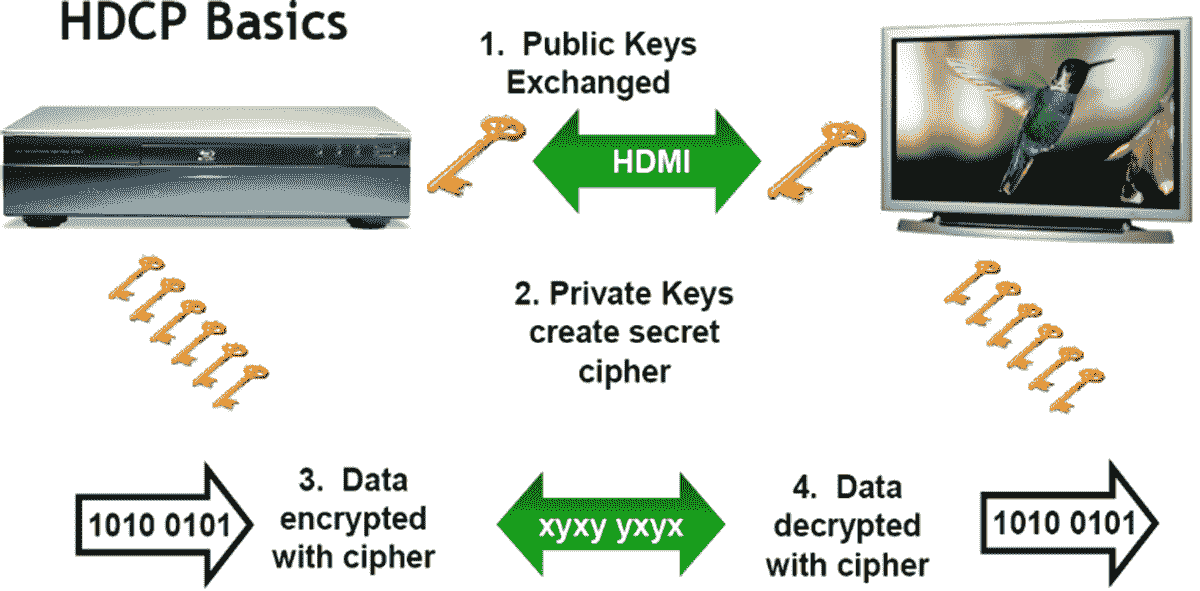 HDCP Basics
1. Public Keys
Exchanged
HDMI
2. Private Keys
create secret
cipher
1010 0101
3. Data
encrypted
with cipher
xyxy yxyx
4. Data
decrypted
with cipher
1010 0101